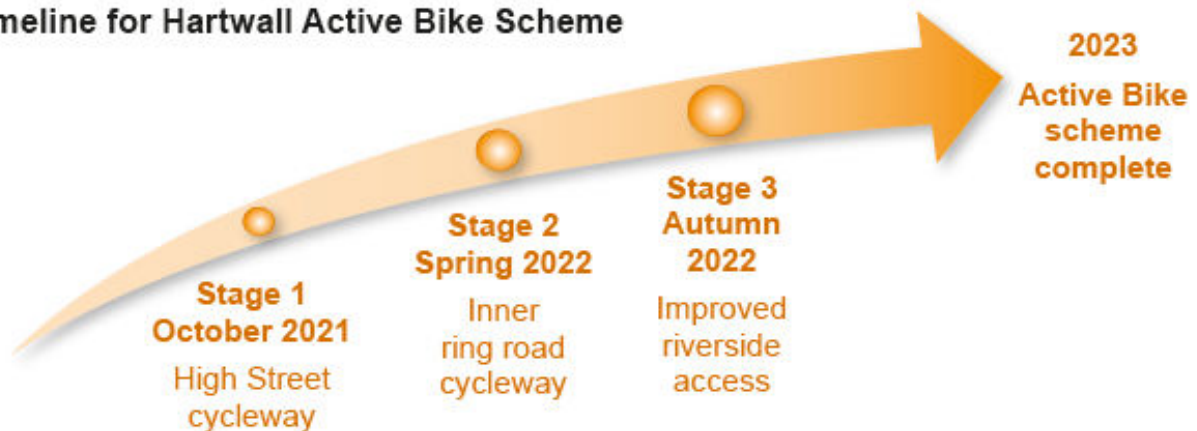 meline for Hartwall Active Bike Scheme
2023
Active Bike
scheme
complete
Stage 3
Autumn
2022
Improved
riverside
access
Stage 2
Spring 2022
Inner
ring road
cycleway
Stage 1
October 2021
High Street
cycleway